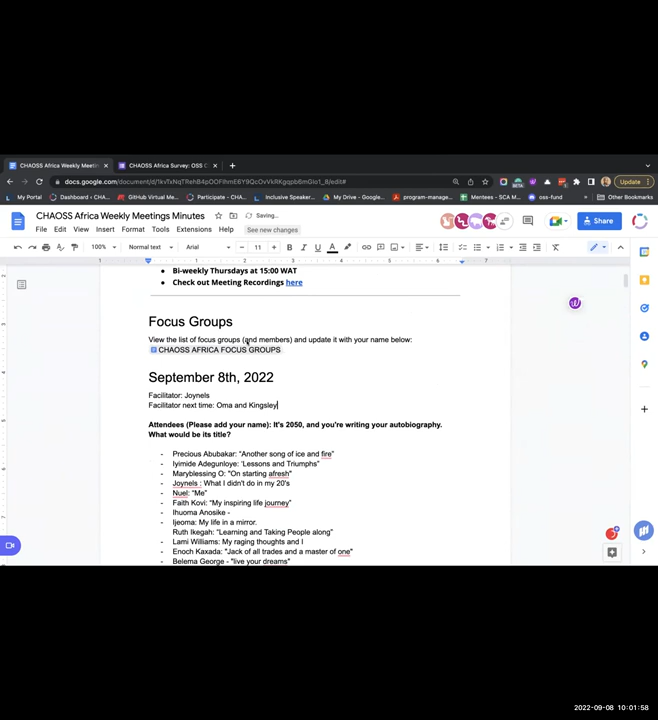 CHAOSS Africa Weekly Meetin
CHAOSS Africa Survey: OSS C
docs.google.com
Update
My Portal
Dashboard ‹ CHA...
GitHub Virtual Me...
Participate – CHA...
Inclusive Speaker...
My Drive - Google...
program-manage...
Mentees – SCA M...
oss-fund
Other Bookmarks
CHAOSS Africa Weekly Meetings Minutes
Saving...
File Edit View Insert Format Tools Extensions Help
See new changes
Share
100% Normal text Arial 11 B I U A
1 1 2 3 4 5 6 7
Bi-weekly Thursdays at 15:00 WAT
Check out Meeting Recordings here
Focus Groups
View the list of focus groups (and members) and update it with your name below:
CHAOSS AFRICA FOCUS GROUPS
September 8th, 2022
Facilitator: Joynels
Facilitator next time: Oma and Kingsley
Attendees (Please add your name): It's 2050, and you're writing your autobiography.
What would be its title?
- Precious Abubakar: "Another song of ice and fire"
- Iyimide Adegunloye: 'Lessons and Triumphs"
- Maryblessing O: "On starting afresh"
- Joynels : What I didn't do in my 20's
- Nuel: "Me"
- Faith Kovi: "My inspiring life journey"
- Ihuoma Anosike -
- Ijeoma: My life in a mirror.
Ruth Ikegah: "Learning and Taking People along"
- Lami Williams: My raging thoughts and I
- Enoch Kaxada: "Jack of all trades and a master of one"
- Belema George - "live your dreams"
2022-09-08 10:01:58